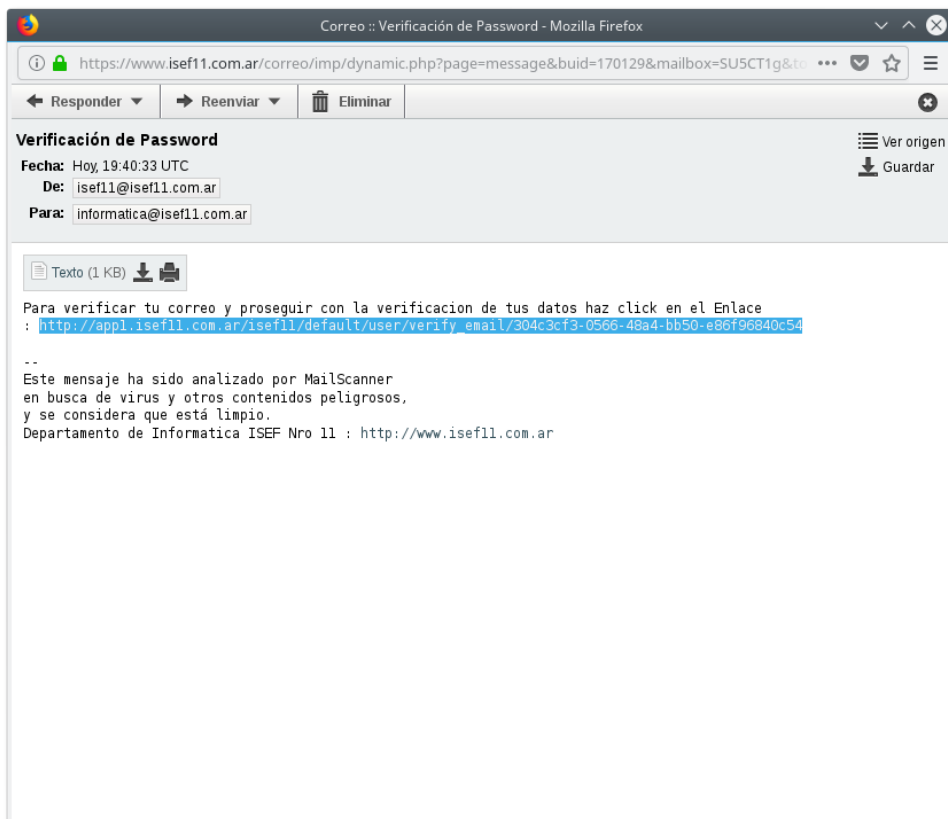 Correo :: Verificación de Password - Mozilla Firefox
https://www.isef11.com.ar/correo/imp/dynamic.php?page=message&buid=170129&mailbox=SU5CT1g&to
Responder Reenviar Eliminar
Verificación de Password
Ver origen
Fecha: Hoy, 19:40:33 UTC
Guardar
De: isef11@isef11.com.ar
Para: informatica@isef11.com.ar
Texto (1 KB)
Para verificar tu correo y proseguir con la verificacion de tus datos haz click en el Enlace
: http://app1.isef11.com.ar/isef11/default/user/verify_email/304c3cf3-0566-48a4-bb50-e86f96840c54
--
Este mensaje ha sido analizado por MailScanner
en busca de virus y otros contenidos peligrosos,
y se considera que está limpio.
Departamento de Informatica ISEF Nro 11 : http://www.isef11.com.ar